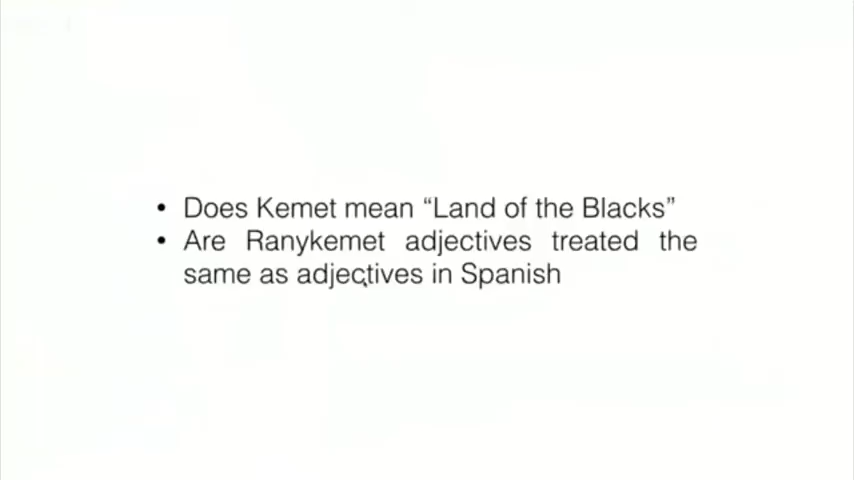 • Does Kemet mean “Land of the Blacks”
• Are Ranykemet adjectives treated the
same as adjectives in Spanish